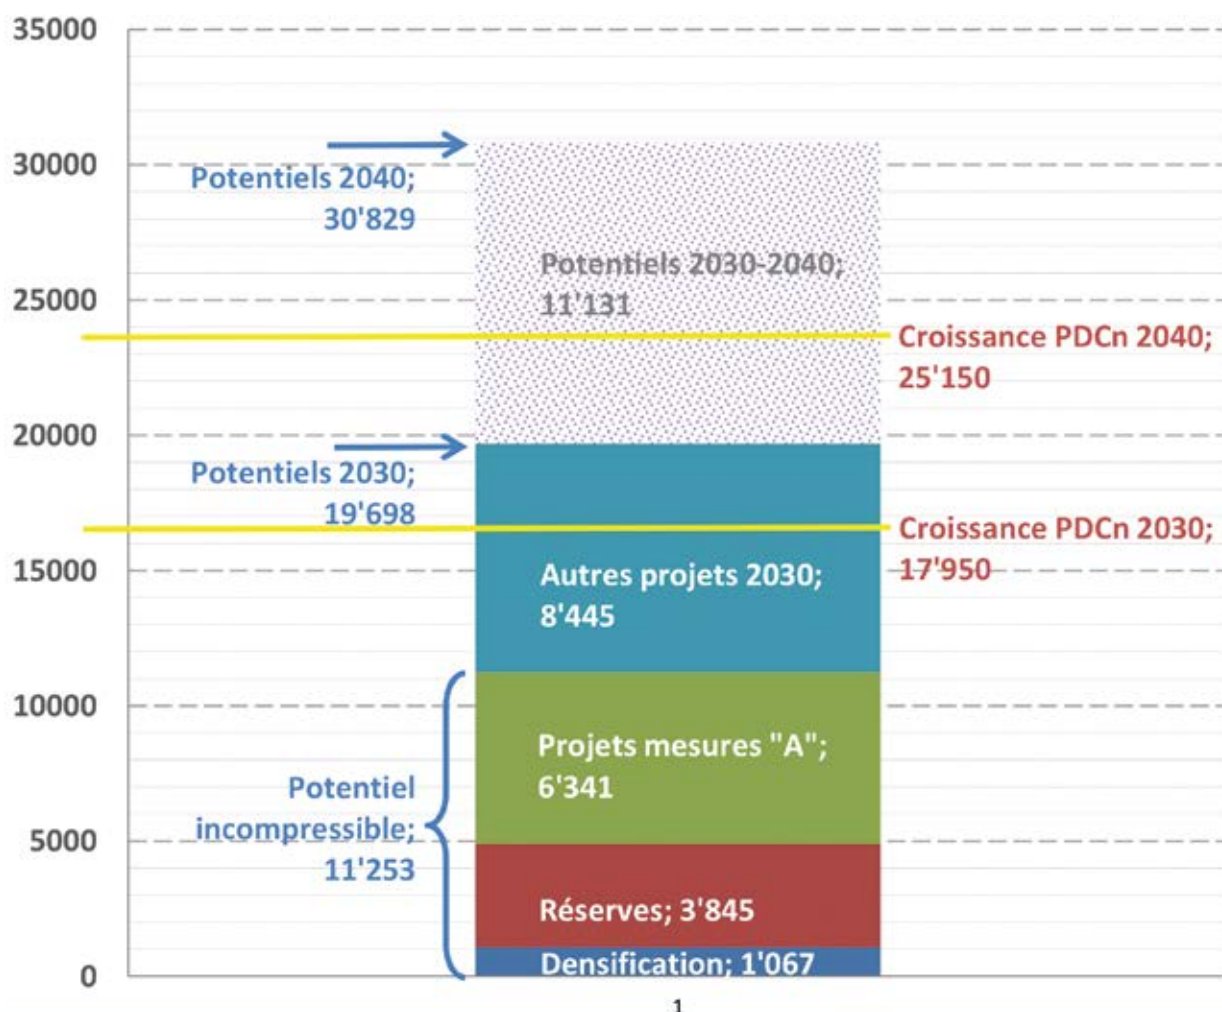 35000
30000
25000
20000
15000
10000
5000
0
Potentiels 2040;
30'829
Potentiels 2030-2040;
11'131
Croissance PDCn 2040;
25'150
Potentiels 2030;
19'698
Croissance PDCn 2030;
17'950
Autres projets 2030;
8'445
Projets mesures "A";
6'341
Potentiel
incompressible;
11'253
Réserves; 3'845
Densification; 1'067
1